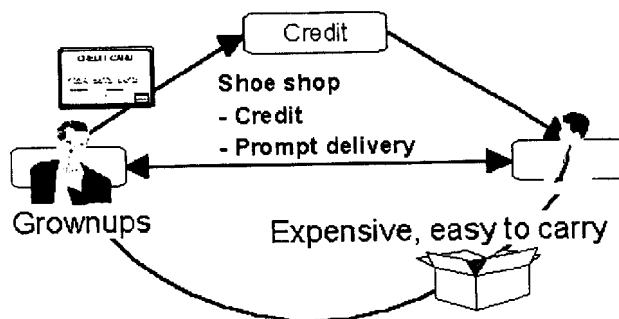 Credit
CREDIT CARD
Shoe shop
- Credit
- Prompt delivery
Grownups
Expensive, easy to carry